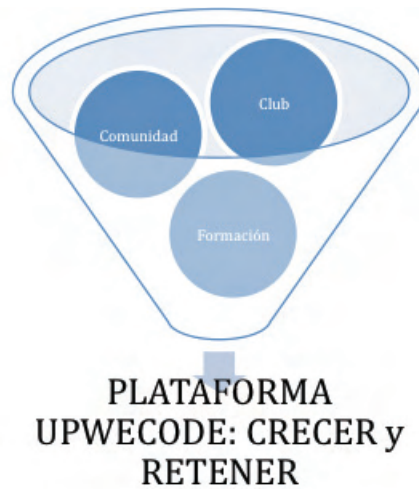 Club
Comunidad
Formación
PLATAFORMA
UPWECODE: CRECER y
RETENER